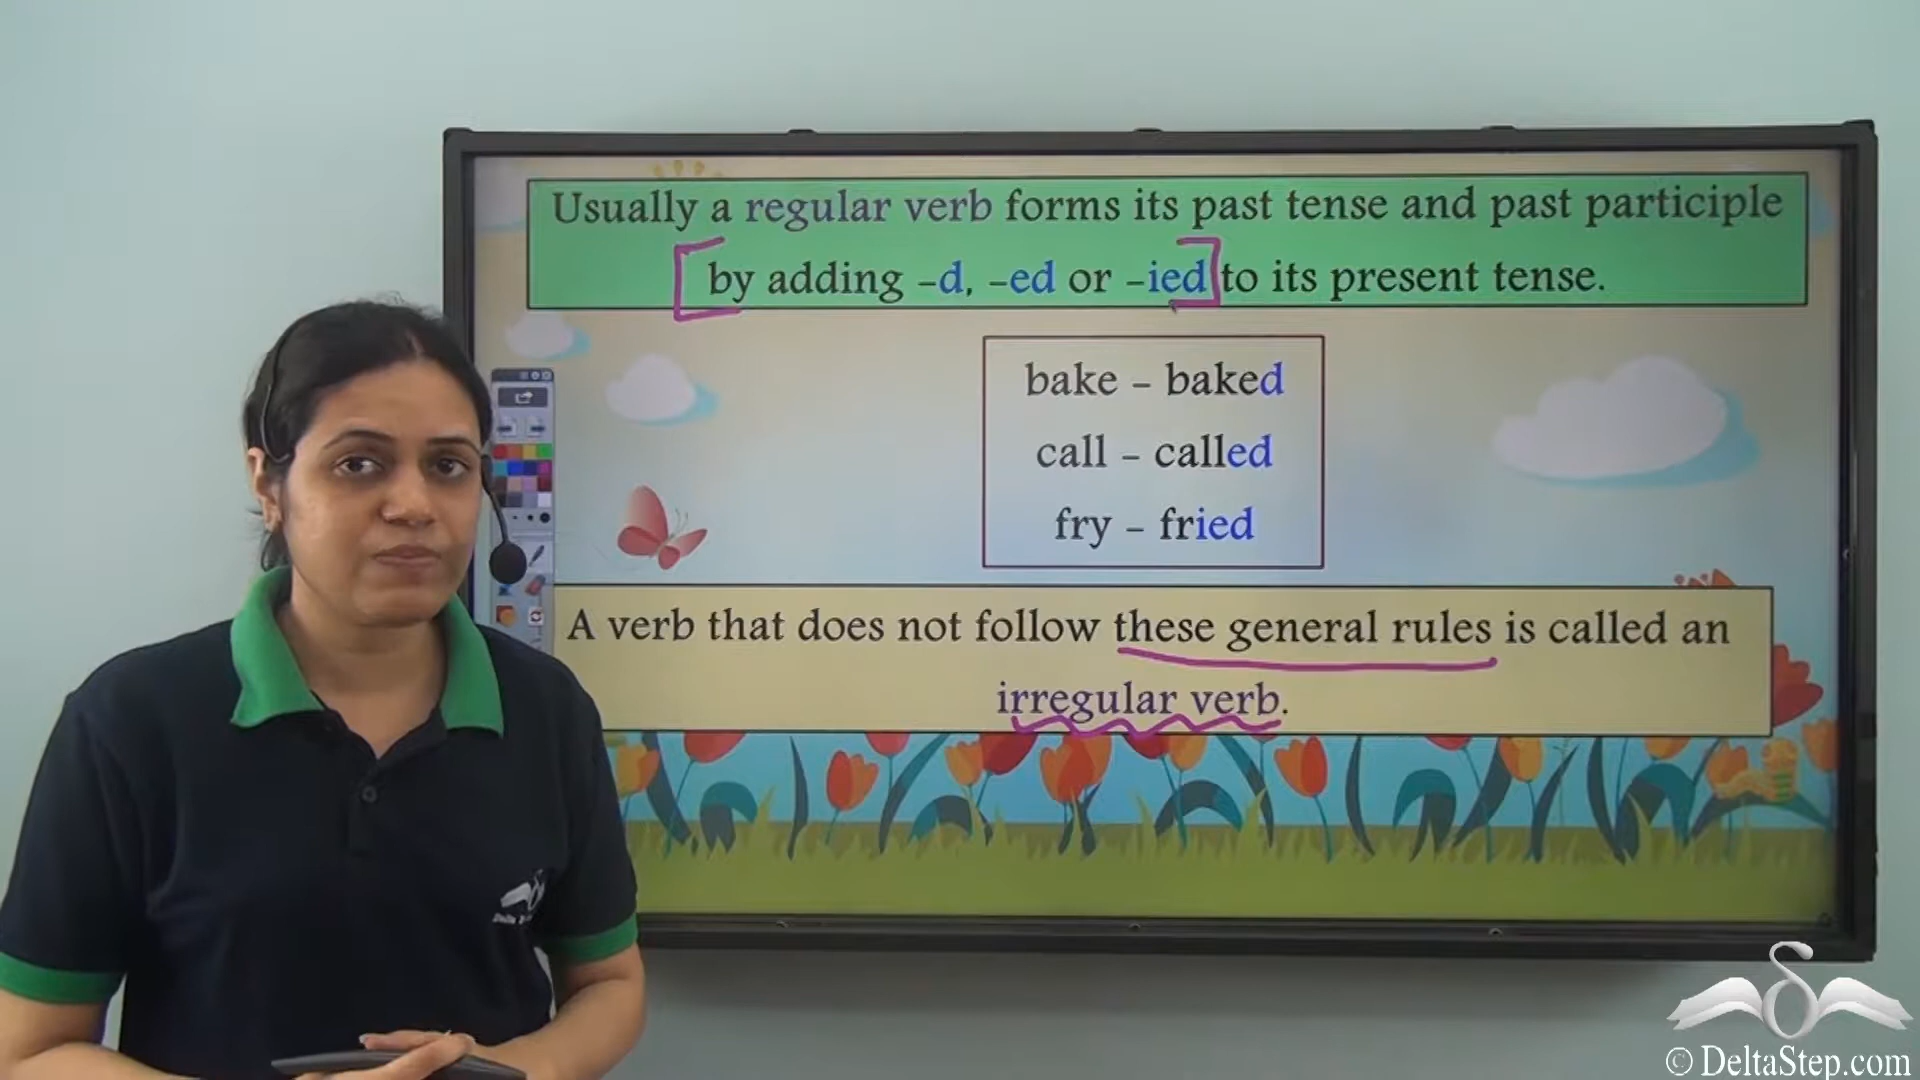 Usually a regular verb forms its past tense and past participle
by adding –d, –ed or –ied to its present tense.
bake – baked
call – called
fry – fried
A verb that does not follow these general rules is called an
irregular verb.
© DeltaStep.com